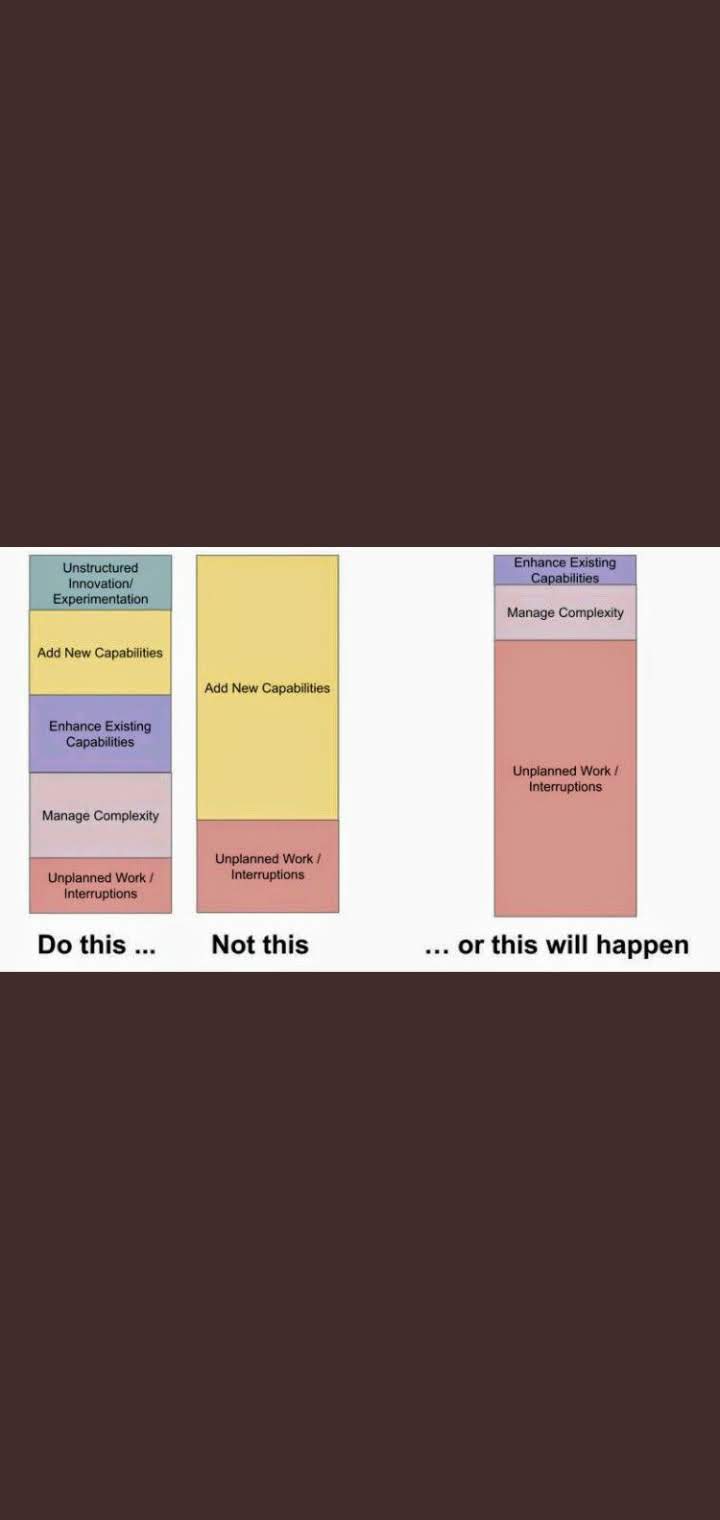 Unstructured
Innovation/
Experimentation
Add New Capabilities
Enhance Existing
Capabilities
Manage Complexity
Unplanned Work /
Interruptions
Do this ...
Add New Capabilities
Unplanned Work /
Interruptions
Not this
Enhance Existing
Capabilities
Manage Complexity
Unplanned Work /
Interruptions
... or this will happen